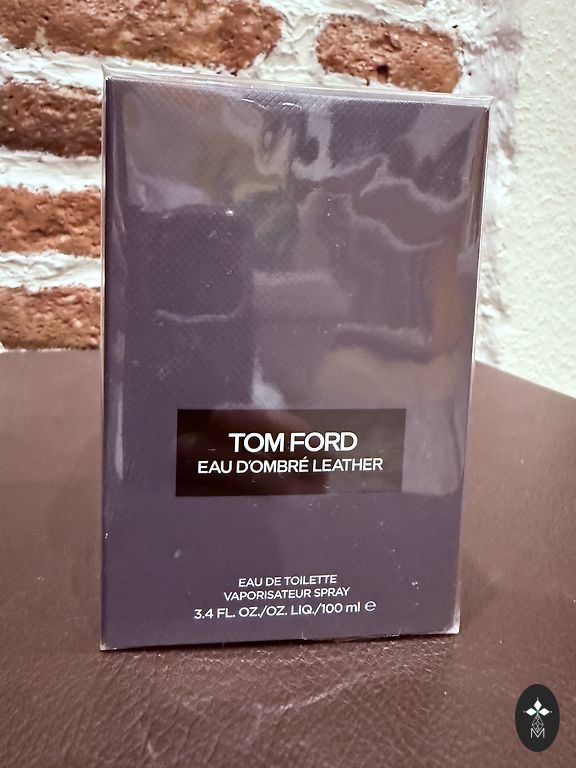 TOM FORD
EAU D'OMBRÉ LEATHER
EAU DE TOILETTE
VAPORISATEUR SPRAY
3.4 FL. OZ./OZ. LIQ./100 ml ℮
M